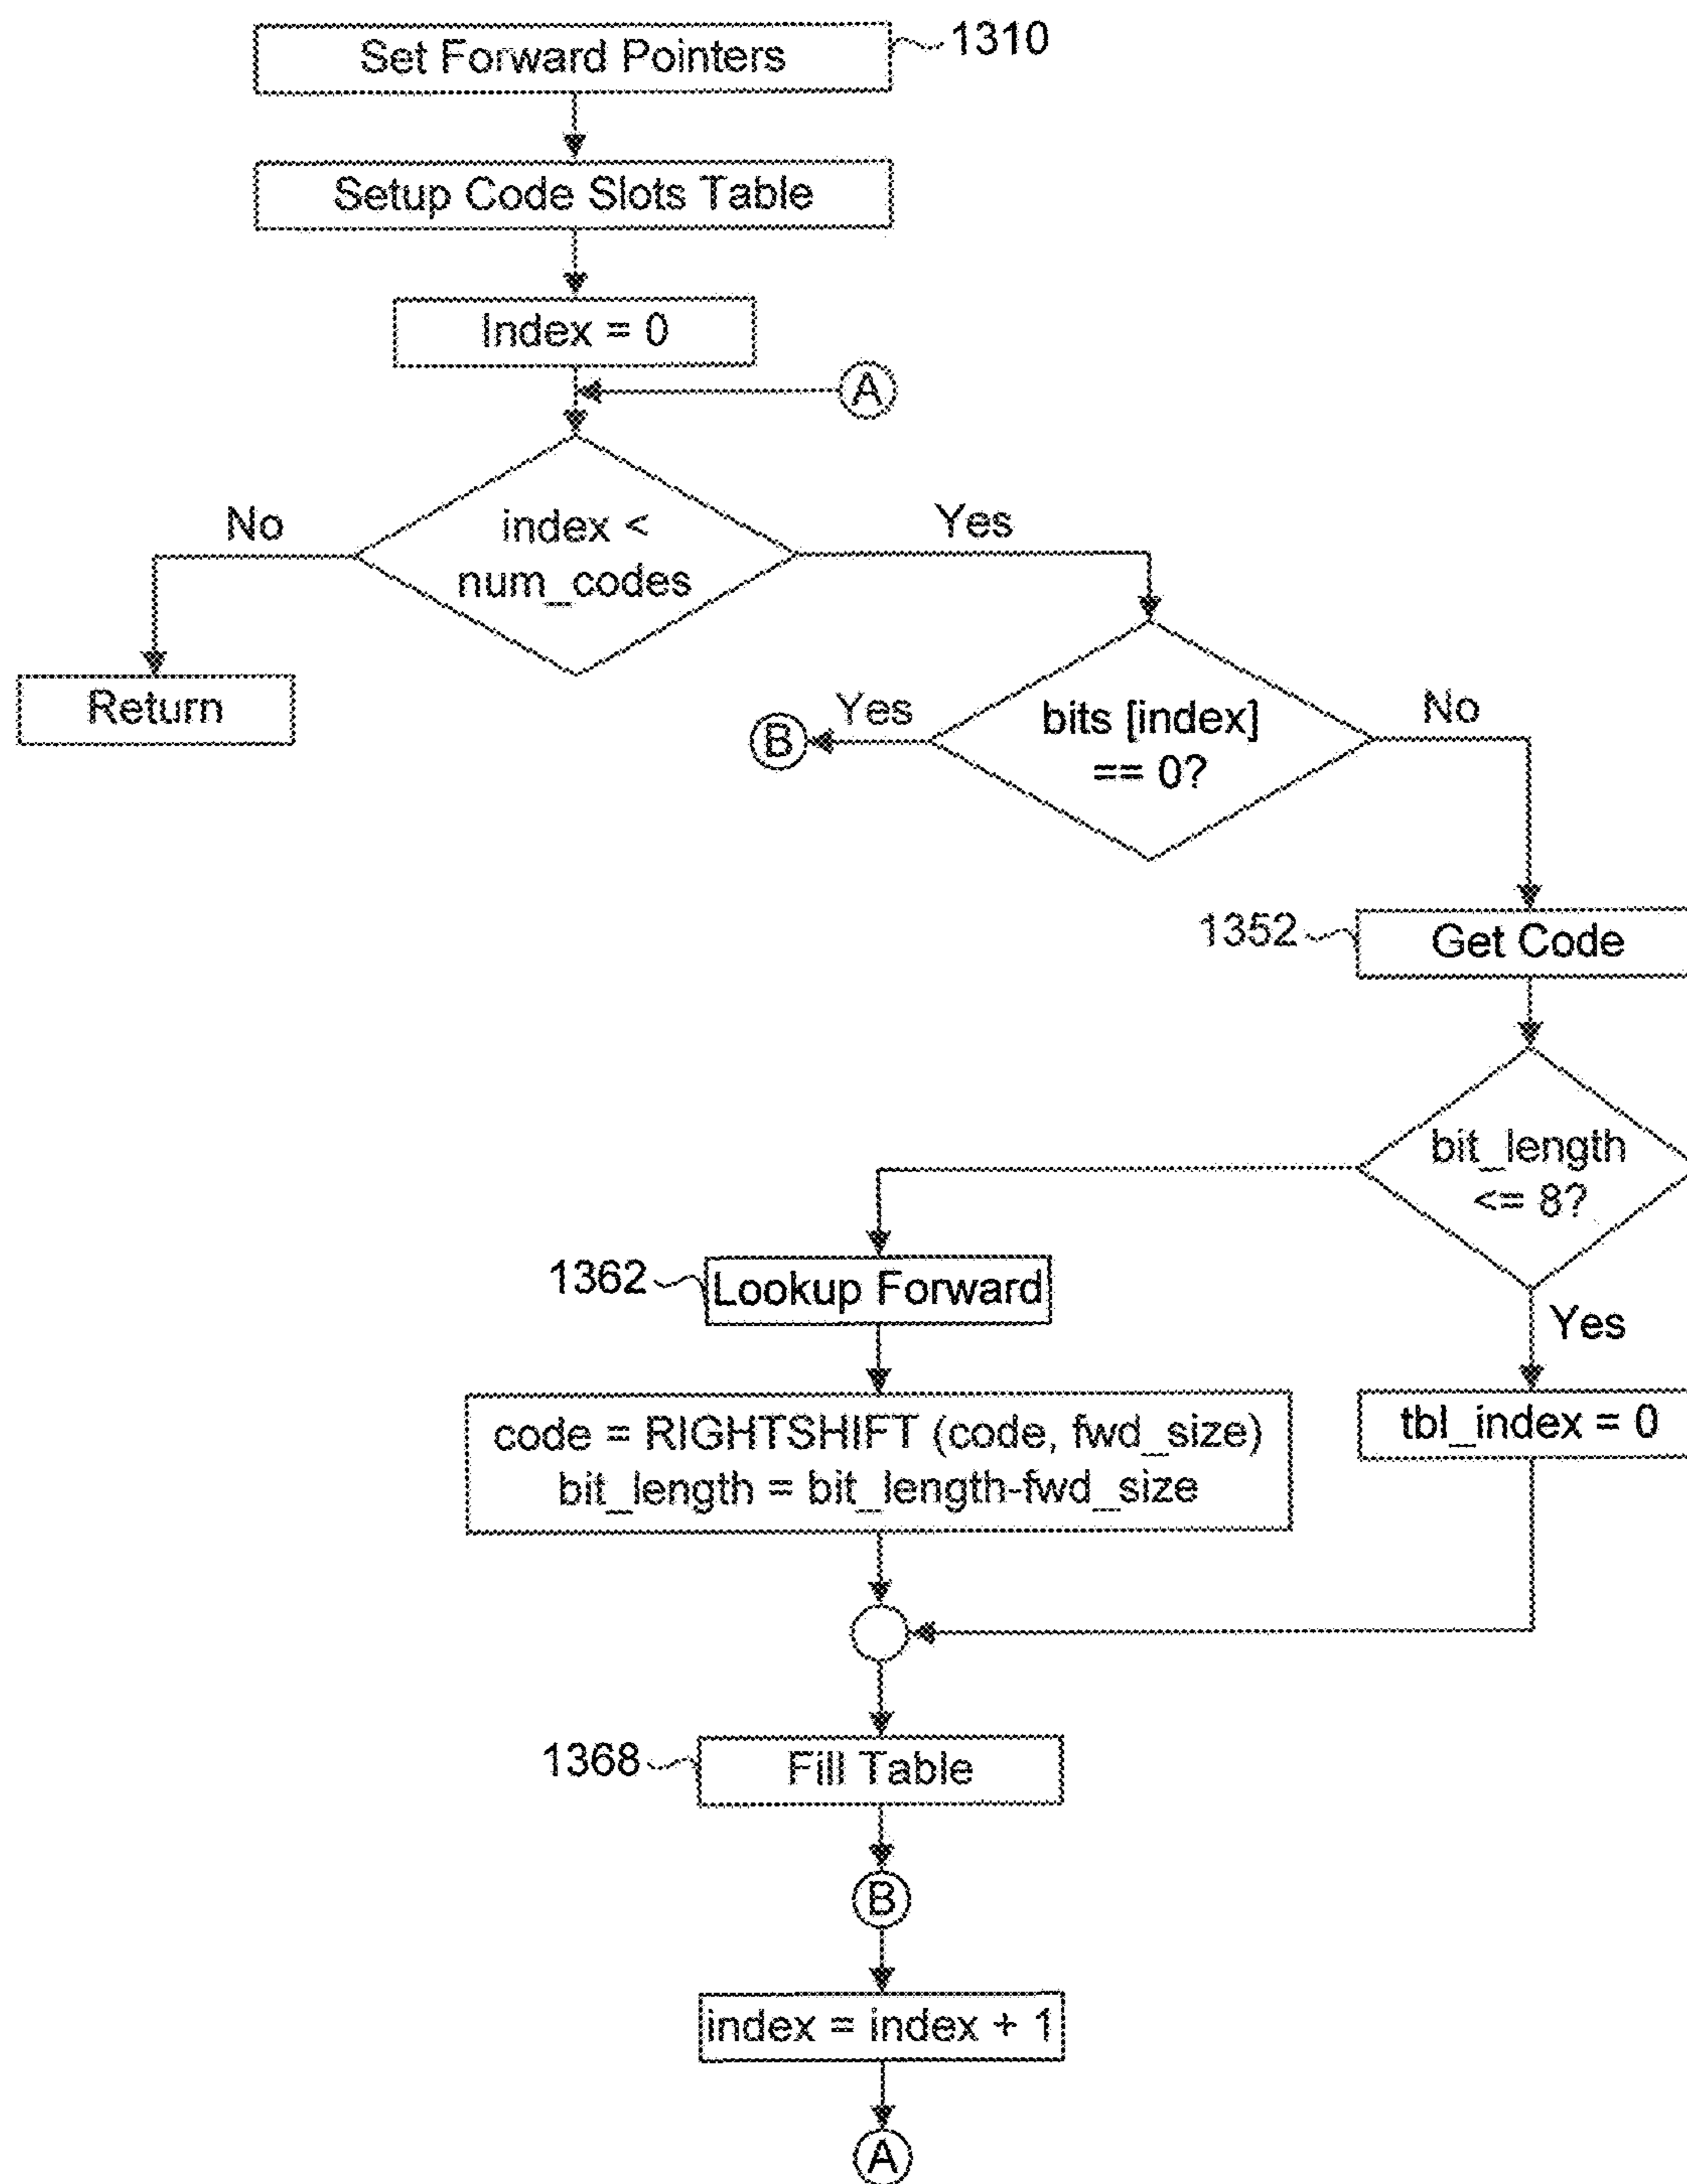 Set Forward Pointers
1310
Setup Code Slots Table
Index = 0
A
index <
num_codes
No
Yes
Return
bits [index]
== 0?
Yes
B
No
1352
Get Code
bit_length
<= 8?
1362
Lookup Forward
Yes
code = RIGHTSHIFT (code, fwd_size)
bit_length = bit_length-fwd_size
tbl_index = 0
1368
Fill Table
B
index = index + 1
A